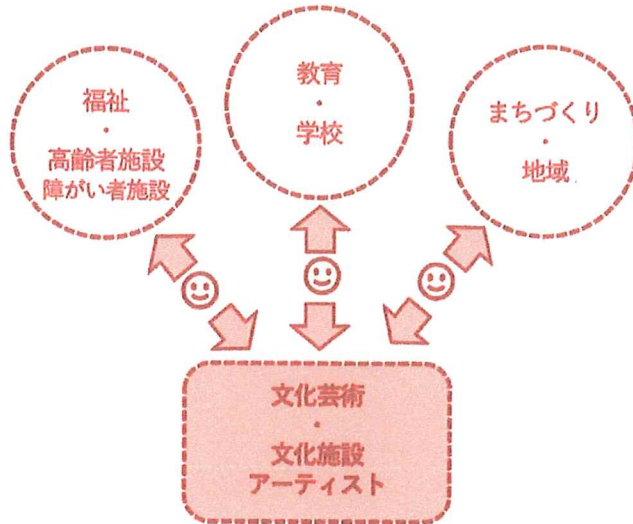 福祉
・
高齢者施設
障がい者施設
教育
・
学校
まちづくり
・
地域
文化芸術
・
文化施設
アーティスト